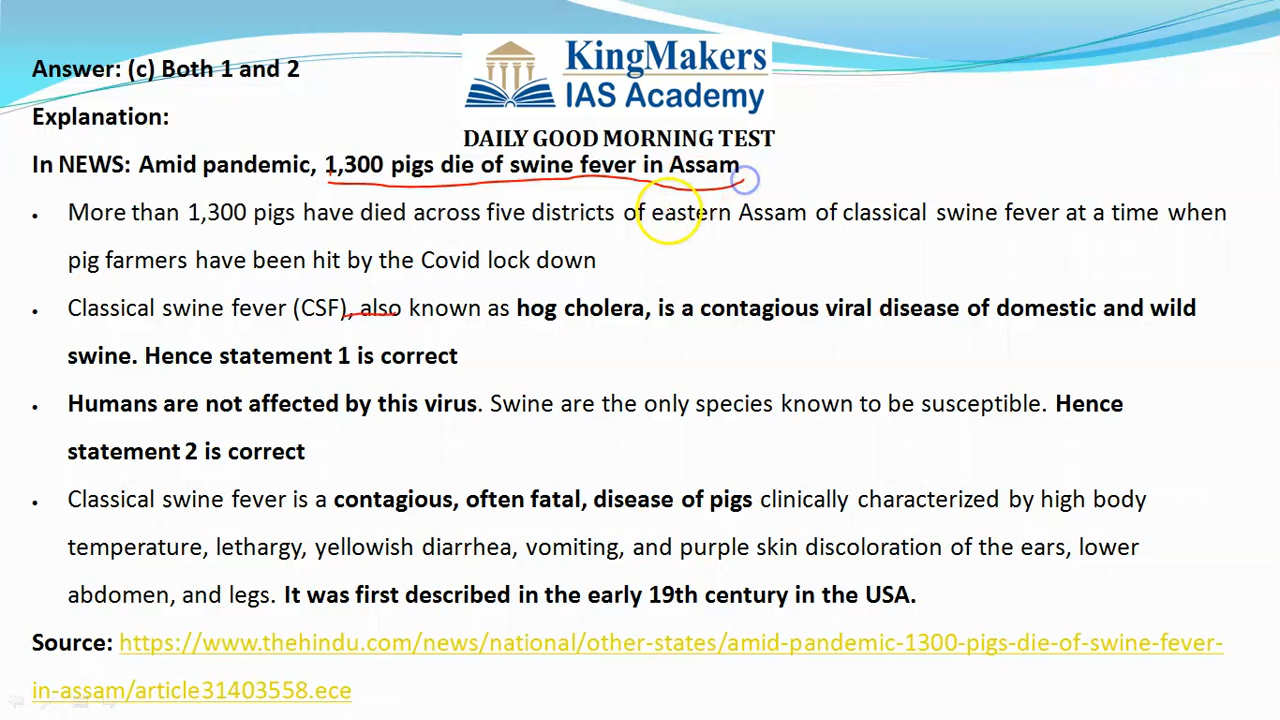 KingMakers
IAS Academy
Answer: (c) Both 1 and 2
Explanation:
DAILY GOOD MORNING TEST
In NEWS: Amid pandemic, 1,300 pigs die of swine fever in Assam
• More than 1,300 pigs have died across five districts of eastern Assam of classical swine fever at a time when
pig farmers have been hit by the Covid lock down
• Classical swine fever (CSF), also known as hog cholera, is a contagious viral disease of domestic and wild
swine. Hence statement 1 is correct
• Humans are not affected by this virus. Swine are the only species known to be susceptible. Hence
statement 2 is correct
• Classical swine fever is a contagious, often fatal, disease of pigs clinically characterized by high body
temperature, lethargy, yellowish diarrhea, vomiting, and purple skin discoloration of the ears, lower
abdomen, and legs. It was first described in the early 19th century in the USA.
Source: https://www.thehindu.com/news/national/other-states/amid-pandemic-1300-pigs-die-of-swine-fever-
in-assam/article31403558.ece